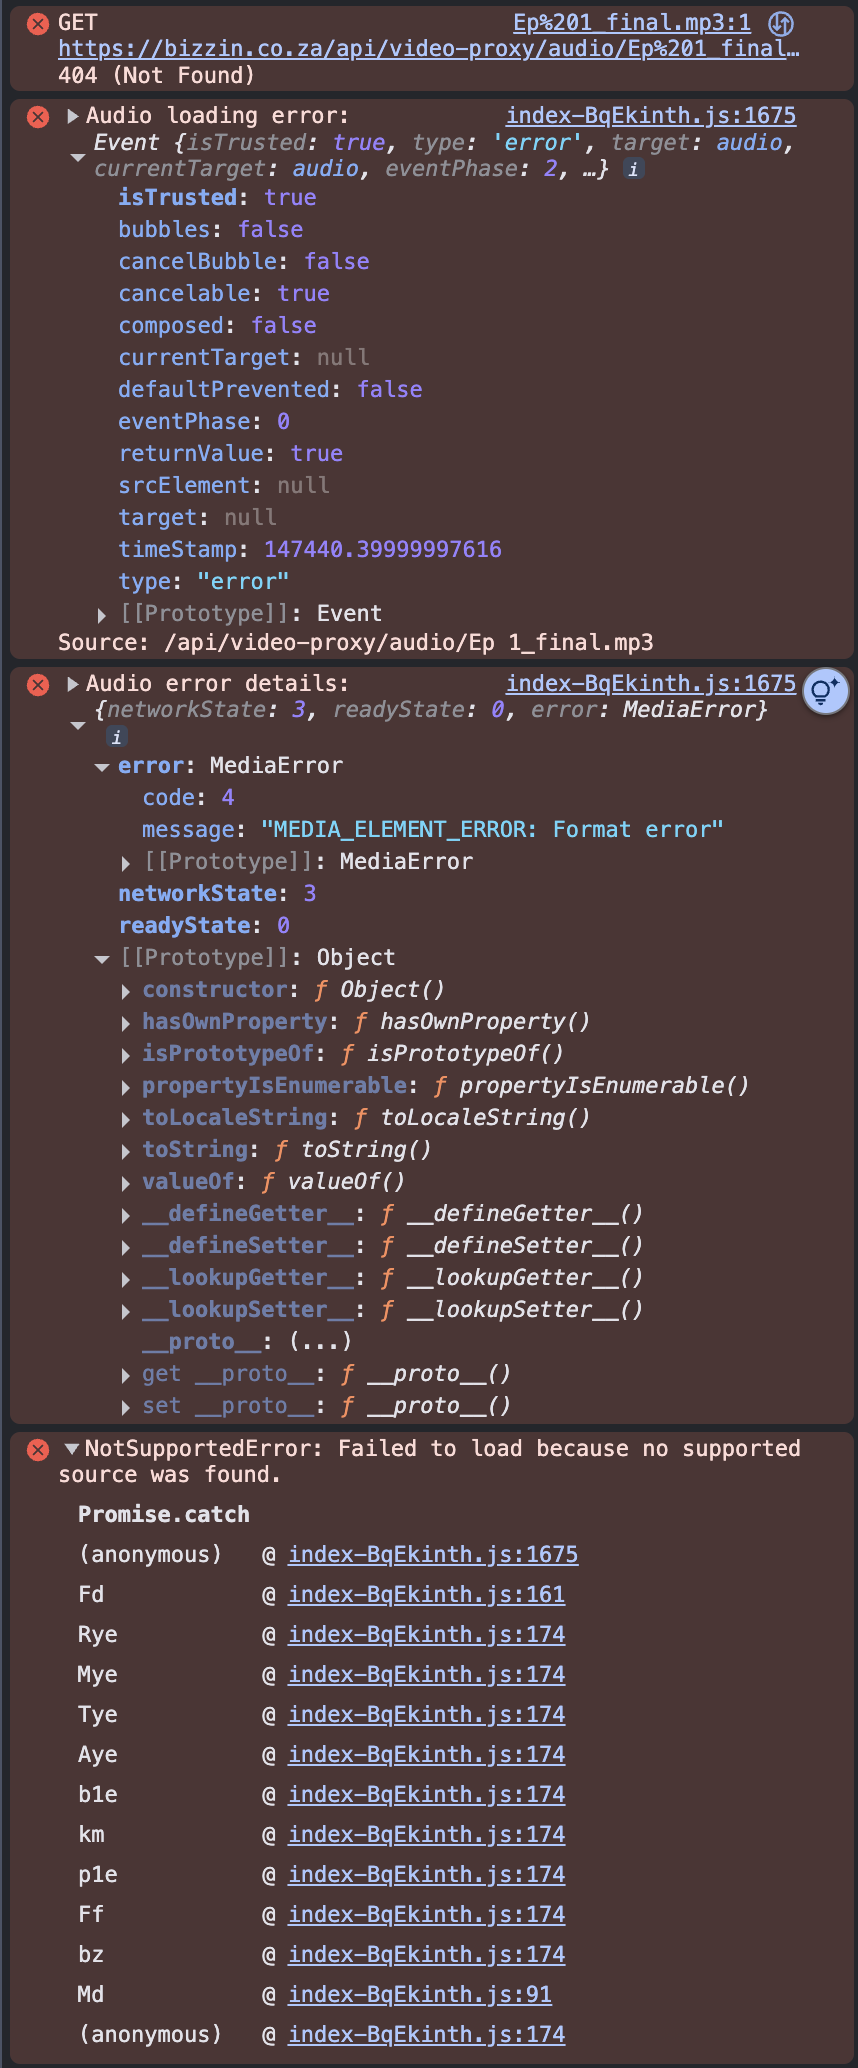 GET Ep%201_final.mp3:1
https://bizzin.co.za/api/video-proxy/audio/Ep%201_final…
404 (Not Found)
Audio loading error: index-BqEkinth.js:1675
Event {isTrusted: true, type: 'error', target: audio,
currentTarget: audio, eventPhase: 2, …} i
isTrusted: true
bubbles: false
cancelBubble: false
cancelable: true
composed: false
currentTarget: null
defaultPrevented: false
eventPhase: 0
returnValue: true
srcElement: null
target: null
timeStamp: 147440.39999997616
type: "error"
[[Prototype]]: Event
Source: /api/video-proxy/audio/Ep 1_final.mp3
Audio error details: index-BqEkinth.js:1675
{networkState: 3, readyState: 0, error: MediaError}
i
error: MediaError
code: 4
message: "MEDIA_ELEMENT_ERROR: Format error"
[[Prototype]]: MediaError
networkState: 3
readyState: 0
[[Prototype]]: Object
constructor: ƒ Object()
hasOwnProperty: ƒ hasOwnProperty()
isPrototypeOf: ƒ isPrototypeOf()
propertyIsEnumerable: ƒ propertyIsEnumerable()
toLocaleString: ƒ toLocaleString()
toString: ƒ toString()
valueOf: ƒ valueOf()
__defineGetter__: ƒ __defineGetter__()
__defineSetter__: ƒ __defineSetter__()
__lookupGetter__: ƒ __lookupGetter__()
__lookupSetter__: ƒ __lookupSetter__()
__proto__: (...)
get __proto__: ƒ __proto__()
set __proto__: ƒ __proto__()
NotSupportedError: Failed to load because no supported
source was found.
Promise.catch
(anonymous) @ index-BqEkinth.js:1675
Fd @ index-BqEkinth.js:161
Rye @ index-BqEkinth.js:174
Mye @ index-BqEkinth.js:174
Tye @ index-BqEkinth.js:174
Aye @ index-BqEkinth.js:174
b1e @ index-BqEkinth.js:174
km @ index-BqEkinth.js:174
p1e @ index-BqEkinth.js:174
Ff @ index-BqEkinth.js:174
bz @ index-BqEkinth.js:174
Md @ index-BqEkinth.js:91
(anonymous) @ index-BqEkinth.js:174